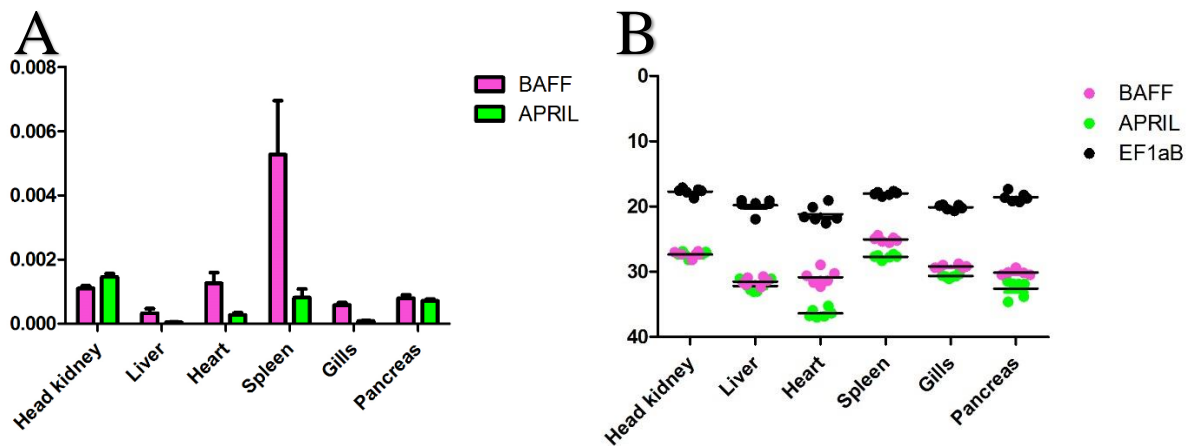 A
0.008
0.006
0.004
0.002
0.000
Head kidney
Liver
Heart
Spleen
Gills
Pancreas
BAFF
APRIL
B
0
10
20
30
40
Head kidney
Liver
Heart
Spleen
Gills
Pancreas
BAFF
APRIL
EF1aB